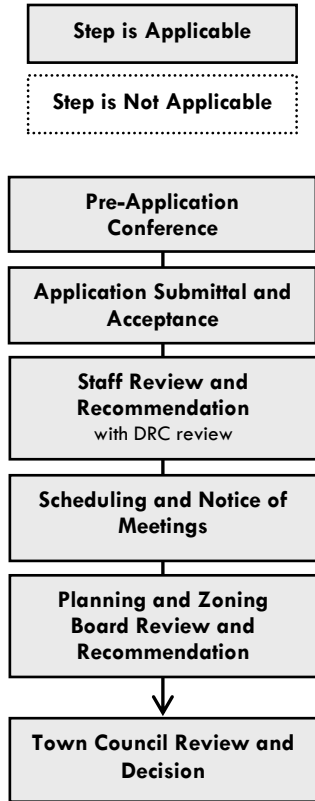 Step is Applicable
Step is Not Applicable
Pre-Application
Conference
Application Submittal and
Acceptance
Staff Review and
Recommendation
with DRC review
Scheduling and Notice of
Meetings
Planning and Zoning
Board Review and
Recommendation
Town Council Review and
Decision